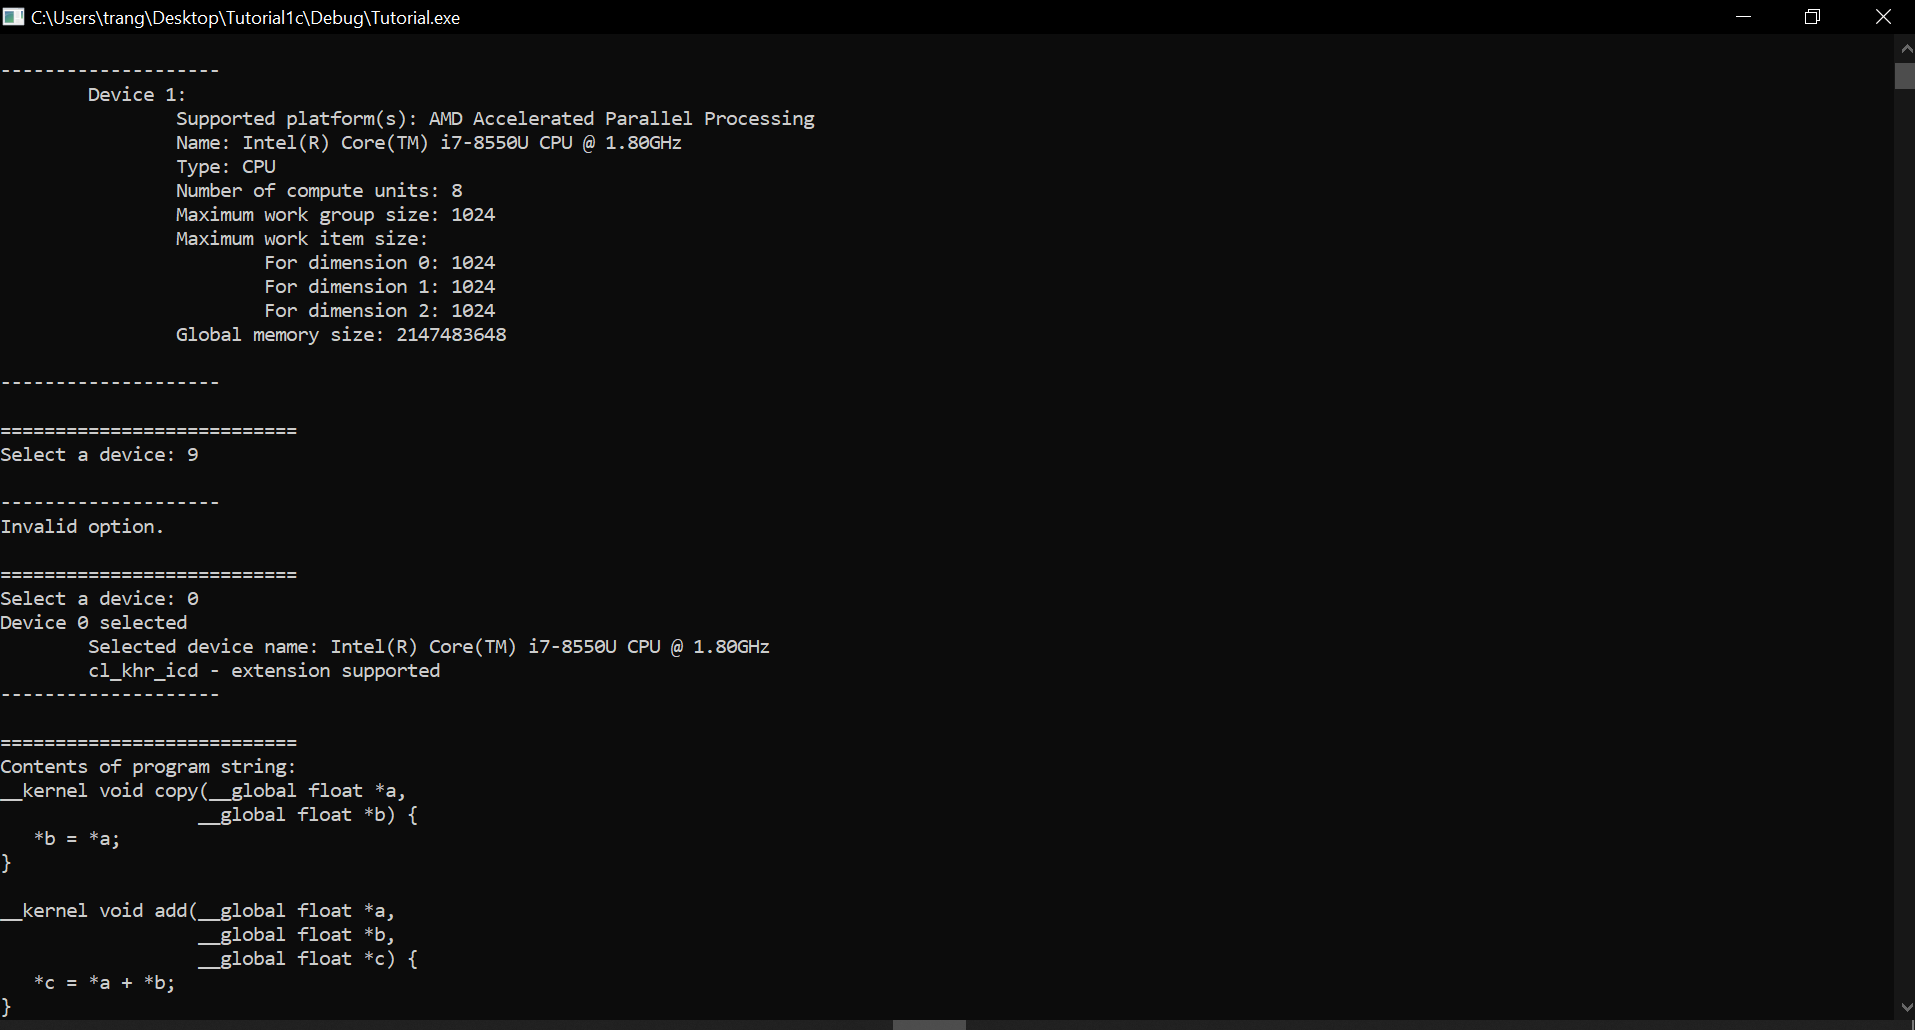 C:\Users\trang\Desktop\Tutorial1c\Debug\Tutorial.exe
--------------------
Device 1:
Supported platform(s): AMD Accelerated Parallel Processing
Name: Intel(R) Core(TM) i7-8550U CPU @ 1.80GHz
Type: CPU
Number of compute units: 8
Maximum work group size: 1024
Maximum work item size:
For dimension 0: 1024
For dimension 1: 1024
For dimension 2: 1024
Global memory size: 2147483648
--------------------
===========================
Select a device: 9
--------------------
Invalid option.
===========================
Select a device: 0
Device 0 selected
Selected device name: Intel(R) Core(TM) i7-8550U CPU @ 1.80GHz
cl_khr_icd - extension supported
--------------------
===========================
Contents of program string:
__kernel void copy(__global float *a,
__global float *b) {
*b = *a;
}
__kernel void add(__global float *a,
__global float *b,
__global float *c) {
*c = *a + *b;
}